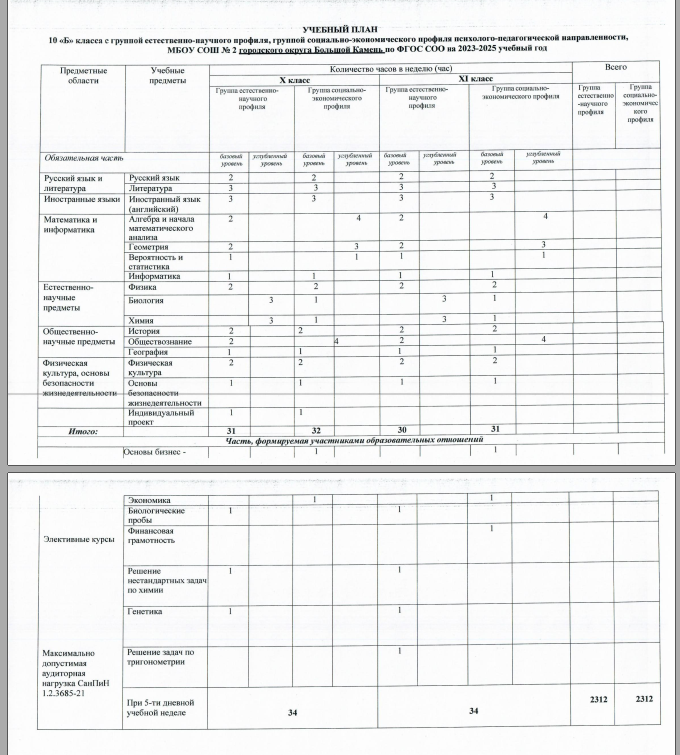 УЧЕБНЫЙ ПЛАН
10 «Б» класса с группой естественно-научного профиля, группой социально-экономического профиля психолого-педагогической направленности,
МБОУ СОШ № 2 городского округа Большой Камень по ФГОС СОО на 2023-2025 учебный год
Предметные области Учебные предметы Количество часов в неделю (час) Всего
X класс XI класс
Группа естественно-научного профиля Группа социально-экономического профиля Группа естественно-научного профиля Группа социально-экономического профиля Группа естественно-научного профиля Группа социально-экономического профиля
Обязательная часть базовый уровень углубленный уровень базовый уровень углубленный уровень базовый уровень углубленный уровень базовый уровень углубленный уровень
Русский язык и литература Русский язык 2 2 2 2
Литература 3 3 3 3
Иностранные языки Иностранный язык (английский) 3 3 3 3
Математика и информатика Алгебра и начала математического анализа 2 4 2 4
Геометрия 2 3 2 3
Вероятность и статистика 1 1 1 1
Информатика 1 1 1 1
Естественно-научные предметы Физика 2 2 2 2
Биология 3 1 3 1
Химия 3 1 3 1
Общественно-научные предметы История 2 2 2 2
Обществознание 2 4 2 4
География 1 1 1 1
Физическая культура, основы безопасности жизнедеятельности Физическая культура 2 2 2 2
Основы безопасности жизнедеятельности 1 1 1 1
Индивидуальный проект 1 1
Итого: 31 32 30 31
Часть, формируемая участниками образовательных отношений
Основы бизнес - 1 1
Экономика 1 1
Биологические пробы 1 1
Элективные курсы Финансовая грамотность 1
Решение нестандартных задач по химии 1 1
Генетика 1 1
Решение задач по тригонометрии 1
Максимально допустимая аудиторная нагрузка СанПиН 1.2.3685-21
При 5-ти дневной учебной неделе 34 34 2312 2312